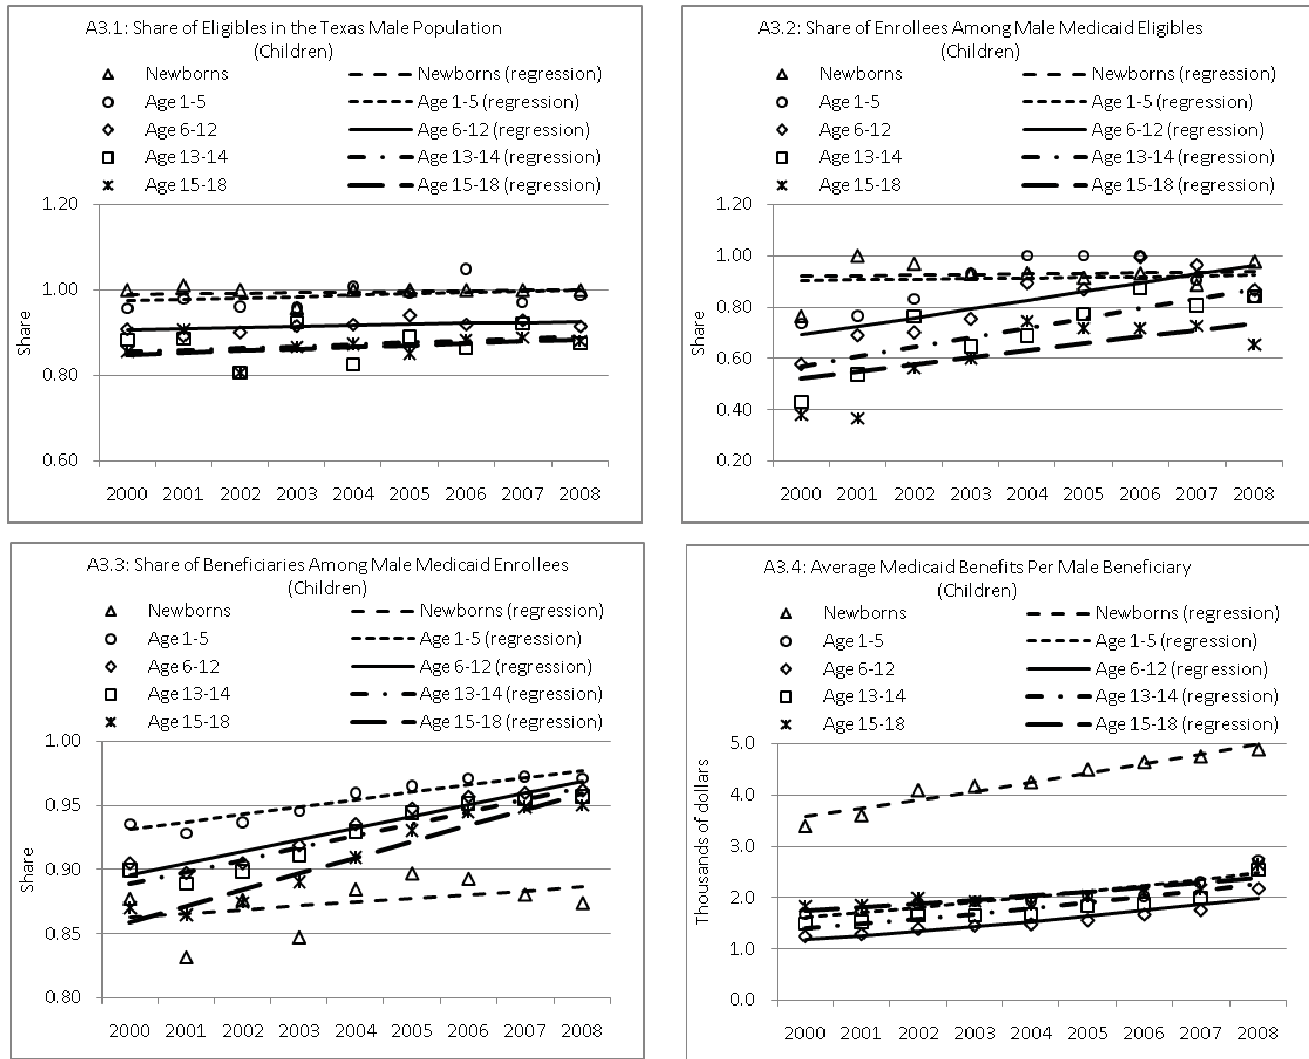 A3.1: Share of Eligibles in the Texas Male Population
(Children)
Newborns
Newborns (regression)
Age 1-5
Age 1-5 (regression)
Age 6-12
Age 6-12 (regression)
Age 13-14
Age 13-14 (regression)
Age 15-18
Age 15-18 (regression)
1.20
1.00
0.80
0.60
Share
2000 2001 2002 2003 2004 2005 2006 2007 2008
A3.2: Share of Enrollees Among Male Medicaid Eligibles
(Children)
Newborns
Newborns (regression)
Age 1-5
Age 1-5 (regression)
Age 6-12
Age 6-12 (regression)
Age 13-14
Age 13-14 (regression)
Age 15-18
Age 15-18 (regression)
1.20
1.00
0.80
0.60
0.40
0.20
Share
2000 2001 2002 2003 2004 2005 2006 2007 2008
A3.3: Share of Beneficiaries Among Male Medicaid Enrollees
(Children)
Newborns
Newborns (regression)
Age 1-5
Age 1-5 (regression)
Age 6-12
Age 6-12 (regression)
Age 13-14
Age 13-14 (regression)
Age 15-18
Age 15-18 (regression)
1.00
0.95
0.90
0.85
0.80
Share
2000 2001 2002 2003 2004 2005 2006 2007 2008
A3.4: Average Medicaid Benefits Per Male Beneficiary
(Children)
Newborns
Newborns (regression)
Age 1-5
Age 1-5 (regression)
Age 6-12
Age 6-12 (regression)
Age 13-14
Age 13-14 (regression)
Age 15-18
Age 15-18 (regression)
5.0
4.0
3.0
2.0
1.0
0.0
Thousands of dollars
2000 2001 2002 2003 2004 2005 2006 2007 2008